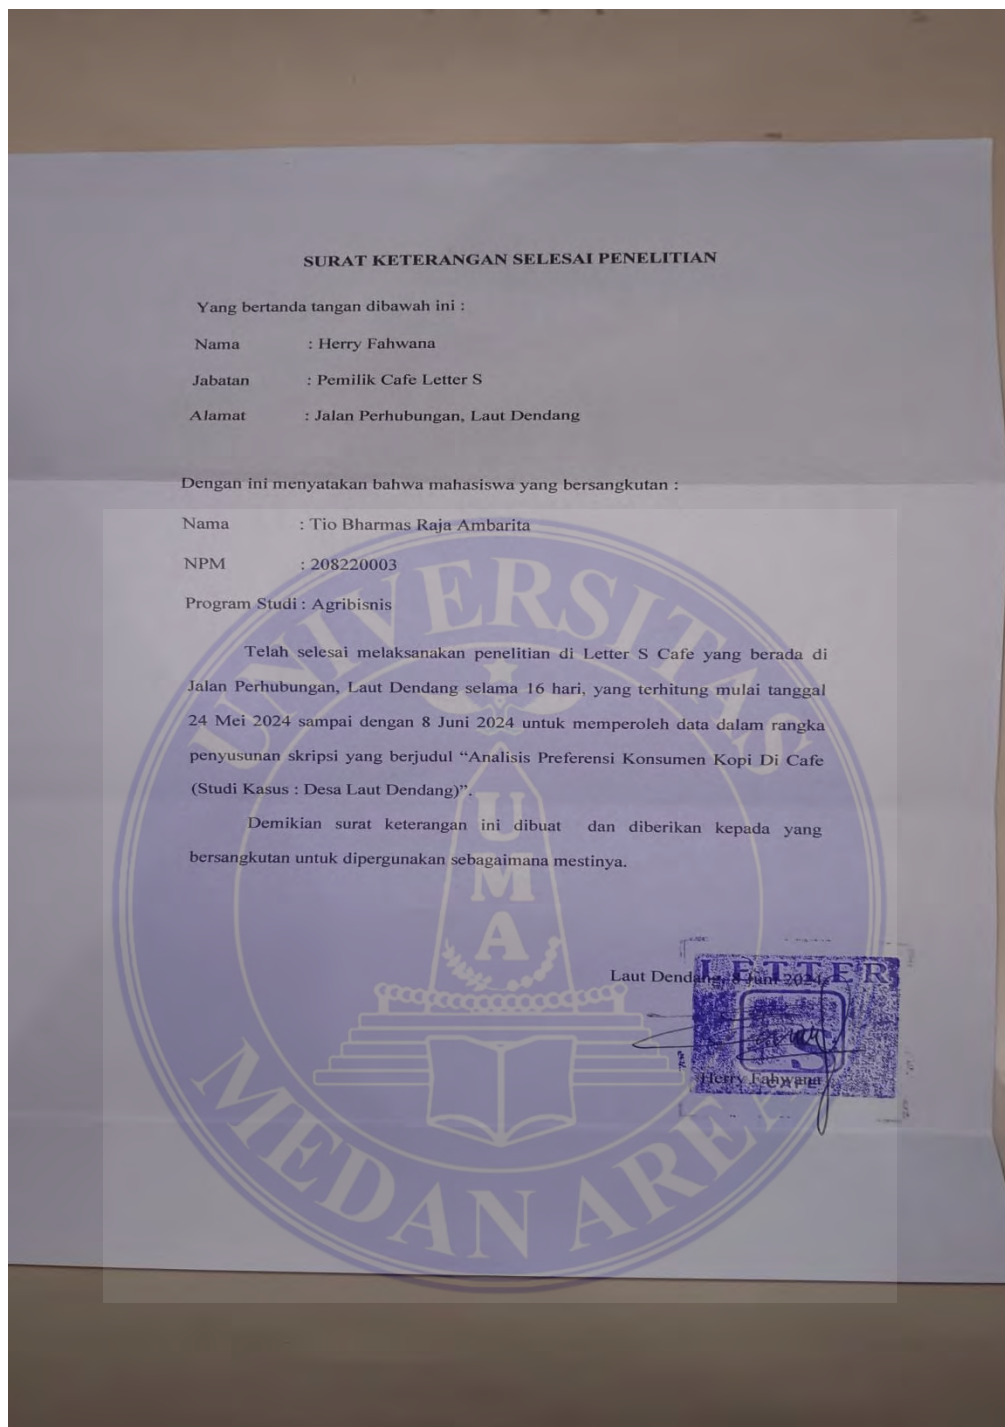 SURAT KETERANGAN SELESAI PENELITIAN
Yang bertanda tangan dibawah ini :
Nama : Herry Fahwana
Jabatan : Pemilik Cafe Letter S
Alamat : Jalan Perhubungan, Laut Dendang
Dengan ini menyatakan bahwa mahasiswa yang bersangkutan :
Nama : Tio Bharmas Raja Ambarita
NPM : 208220003
Program Studi : Agribisnis
Telah selesai melaksanakan penelitian di Letter S Cafe yang berada di
Jalan Perhubungan, Laut Dendang selama 16 hari, yang terhitung mulai tanggal
24 Mei 2024 sampai dengan 8 Juni 2024 untuk memperoleh data dalam rangka
penyusunan skripsi yang berjudul “Analisis Preferensi Konsumen Kopi Di Cafe
(Studi Kasus : Desa Laut Dendang)”.
Demikian surat keterangan ini dibuat dan diberikan kepada yang
bersangkutan untuk dipergunakan sebagaimana mestinya.
Laut Dendang, 8 Juni 2024
LETTER
S
CAFE
Herry Fahwana
UNIVERSITAS
UMA
MEDAN AREA